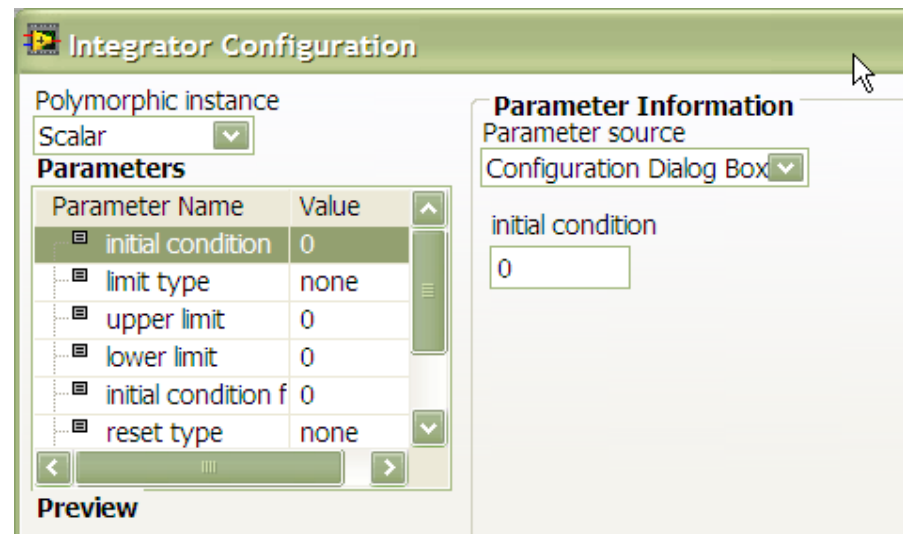 Integrator Configuration
Polymorphic instance
Scalar
Parameters
Parameter Name Value
initial condition 0
limit type none
upper limit 0
lower limit 0
initial condition f 0
reset type none
Preview
Parameter Information
Parameter source
Configuration Dialog Box
initial condition
0